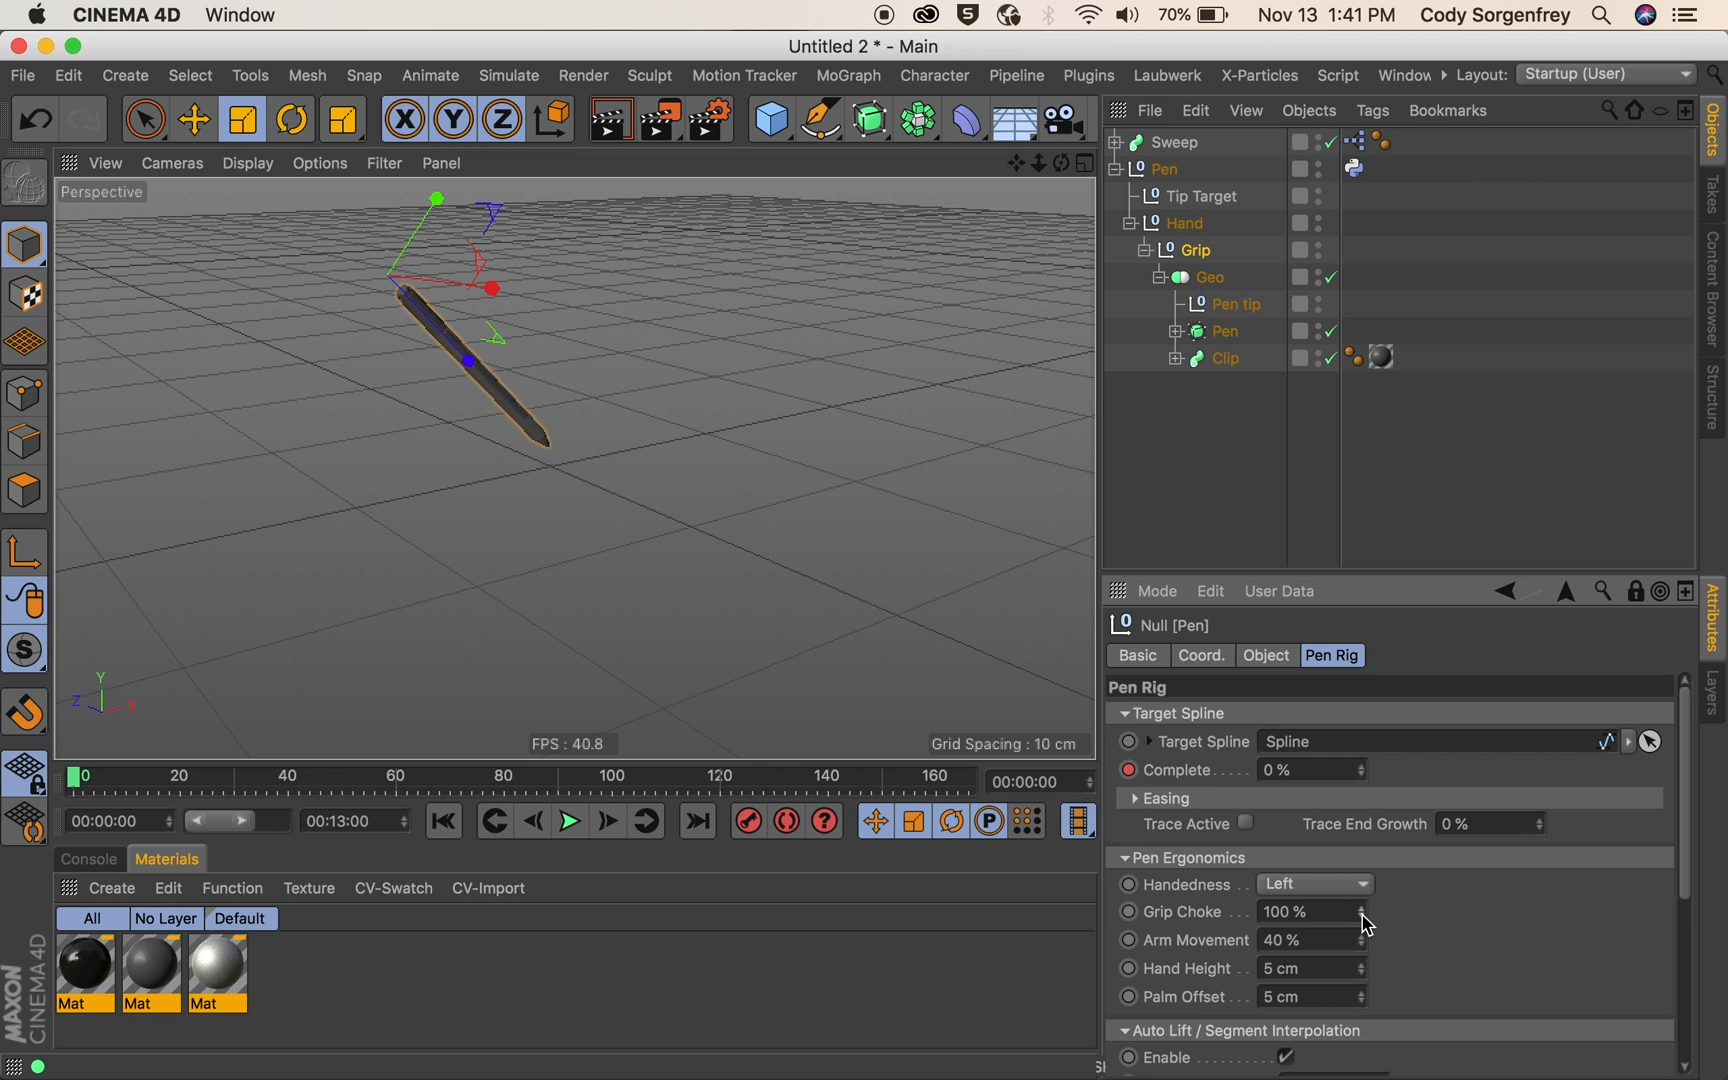 CINEMA 4D Window 70% Nov 13 1:41 PM Cody Sorgenfrey
Untitled 2 * - Main
File Edit Create Select Tools Mesh Snap Animate Simulate Render Sculpt Motion Tracker MoGraph Character Pipeline Plugins Laubwerk X-Particles Script Window Layout: Startup (User)
X Y Z
File Edit View Objects Tags Bookmarks
View Cameras Display Options Filter Panel
Perspective
Sweep
Pen
Tip Target
Hand
Grip
Geo
Pen tip
Pen
Clip
Objects
Takes
Content Browser
Structure
Y
Z X
FPS : 40.8
Grid Spacing : 10 cm
Mode Edit User Data
Null [Pen]
Basic Coord. Object Pen Rig
Pen Rig
Target Spline
Target Spline Spline
Complete 0 %
Easing
Trace Active Trace End Growth 0 %
Pen Ergonomics
Handedness Left
Grip Choke 100 %
Arm Movement 40 %
Hand Height 5 cm
Palm Offset 5 cm
Auto Lift / Segment Interpolation
Enable
Attributes
Layers
0 20 40 60 80 100 120 140 160 00:00:00
00:00:00 00:13:00
Console Materials
Create Edit Function Texture CV-Swatch CV-Import
All No Layer Default
Mat Mat Mat
MAXON
CINEMA 4D